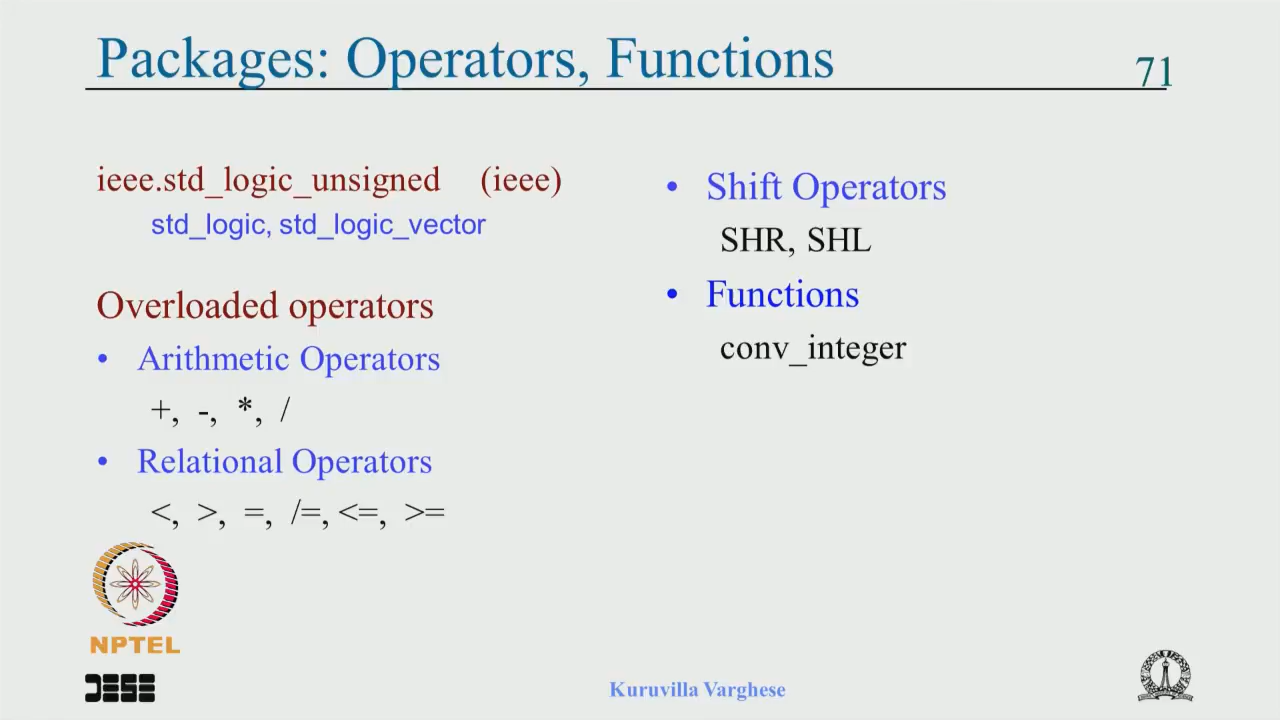 Packages: Operators, Functions
71
ieee.std_logic_unsigned (ieee)
std_logic, std_logic_vector
Overloaded operators
• Arithmetic Operators
+, -, *, /
• Relational Operators
<, >, =, /=, <=, >=
• Shift Operators
SHR, SHL
• Functions
conv_integer
NPTEL
DESE
Kuruvilla Varghese